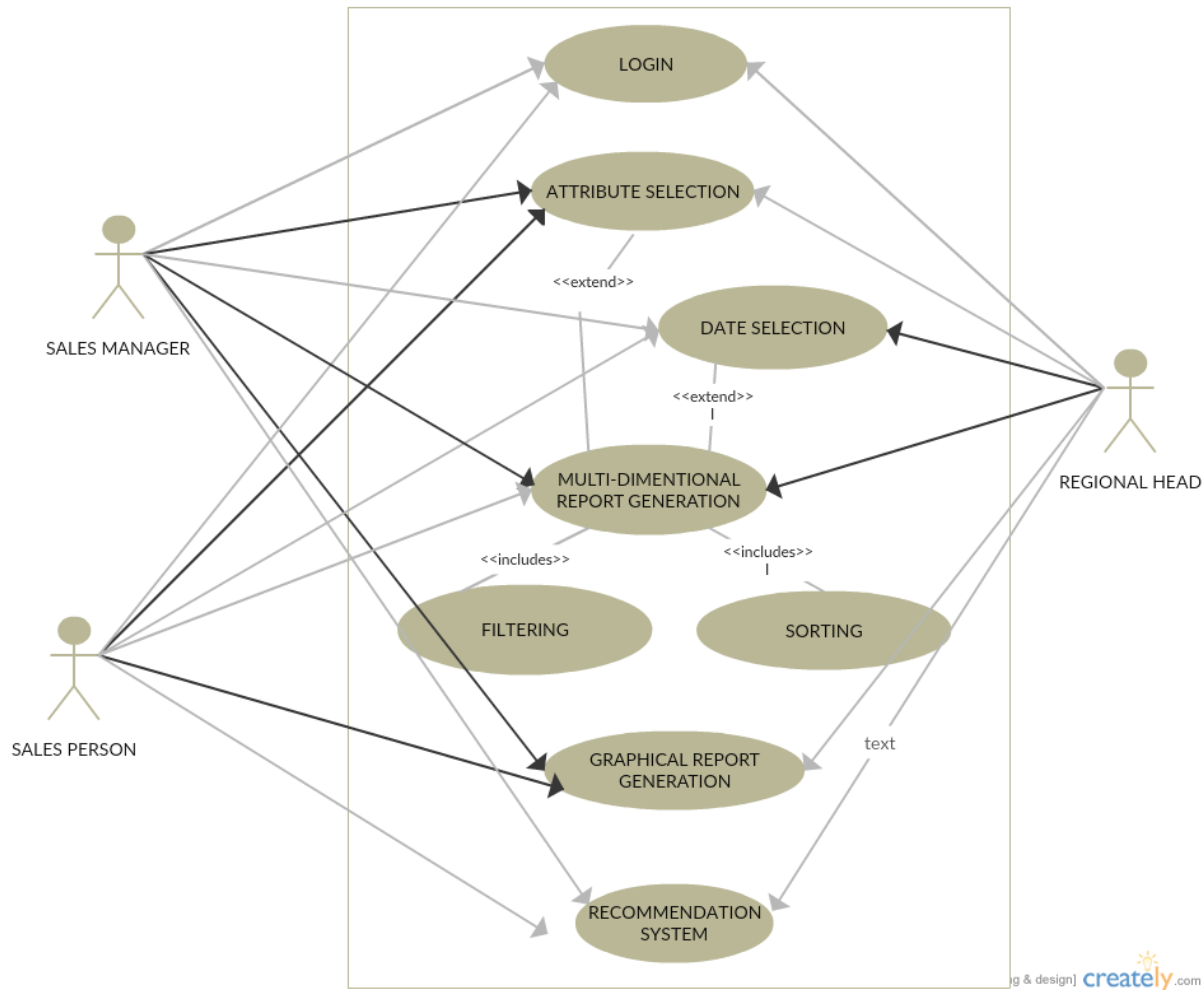 LOGIN
ATTRIBUTE SELECTION
<<extend>>
DATE SELECTION
SALES MANAGER
<<extend>>
I
MULTI-DIMENTIONAL
REPORT GENERATION
REGIONAL HEAD
<<includes>>
<<includes>>
I
FILTERING
SORTING
SALES PERSON
text
GRAPHICAL REPORT
GENERATION
RECOMMENDATION
SYSTEM
& design] creately.com